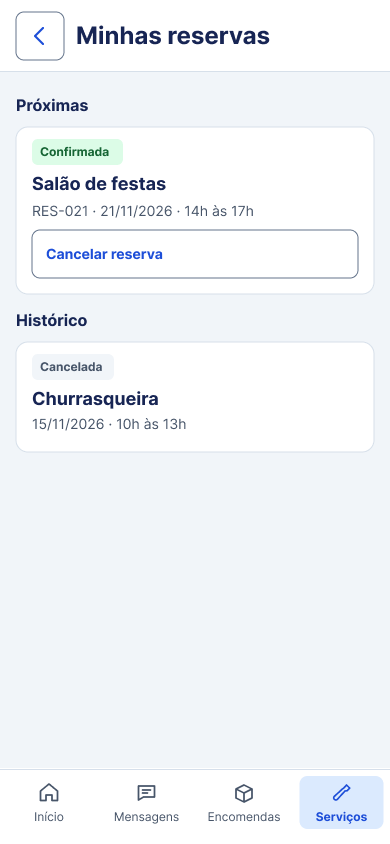 Minhas reservas
Próximas
Confirmada
Salão de festas
RES-021 · 21/11/2026 · 14h às 17h
Cancelar reserva
Histórico
Cancelada
Churrasqueira
15/11/2026 · 10h às 13h
Início
Mensagens
Encomendas
Serviços